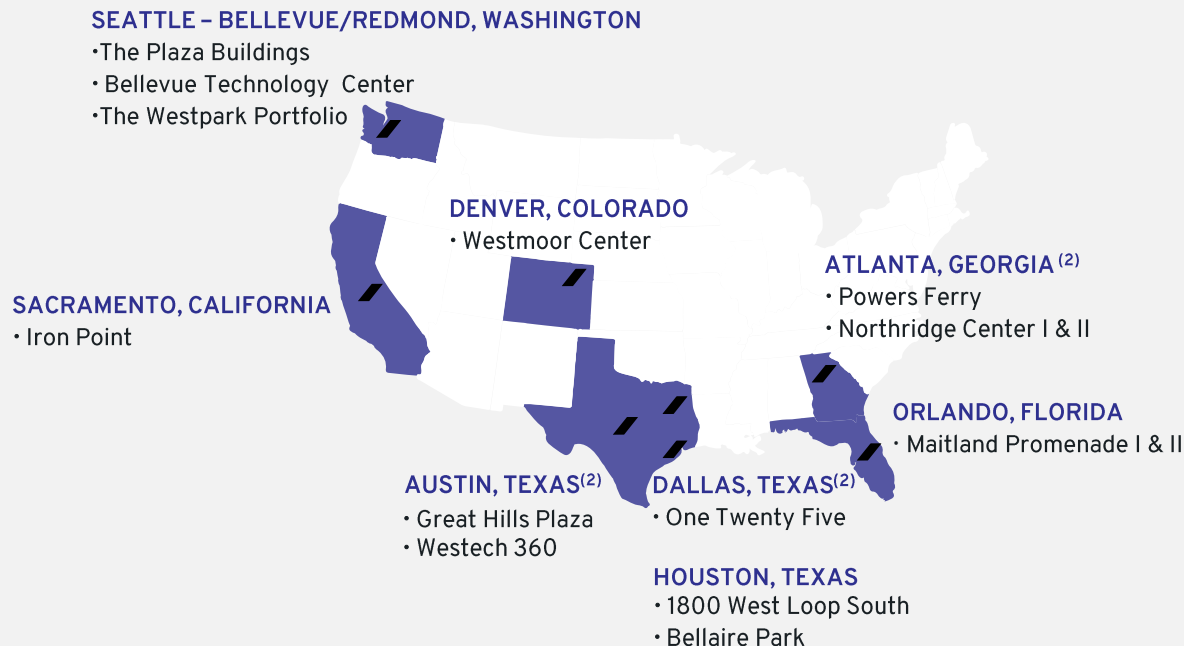 SEATTLE – BELLEVUE/REDMOND, WASHINGTON
•The Plaza Buildings
• Bellevue Technology Center
•The Westpark Portfolio
DENVER, COLORADO
• Westmoor Center
ATLANTA, GEORGIA (2)
• Powers Ferry
• Northridge Center I & II
SACRAMENTO, CALIFORNIA
• Iron Point
ORLANDO, FLORIDA
• Maitland Promenade I & II
AUSTIN, TEXAS(2)
• Great Hills Plaza
• Westech 360
DALLAS, TEXAS(2)
• One Twenty Five
HOUSTON, TEXAS
• 1800 West Loop South
• Bellaire Park